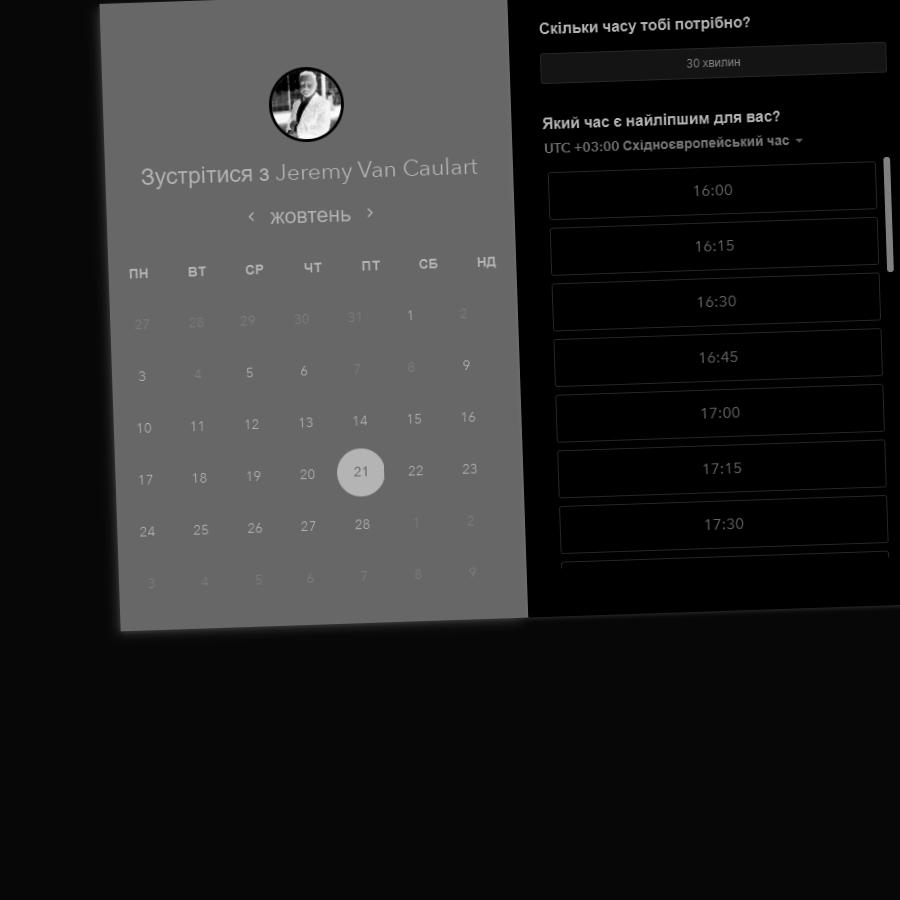 Зустрітися з Jeremy Van Caulart
жовтень
ПН ВТ СР ЧТ ПТ СБ НД
27 28 29 30 31 1 2
3 4 5 6 7 8 9
10 11 12 13 14 15 16
17 18 19 20 21 22 23
24 25 26 27 28 1 2
3 4 5 6 7 8 9
Скільки часу тобі потрібно?
30 хвилин
Який час є найліпшим для вас?
UTC +03:00 Східноєвропейський час
16:00
16:15
16:30
16:45
17:00
17:15
17:30